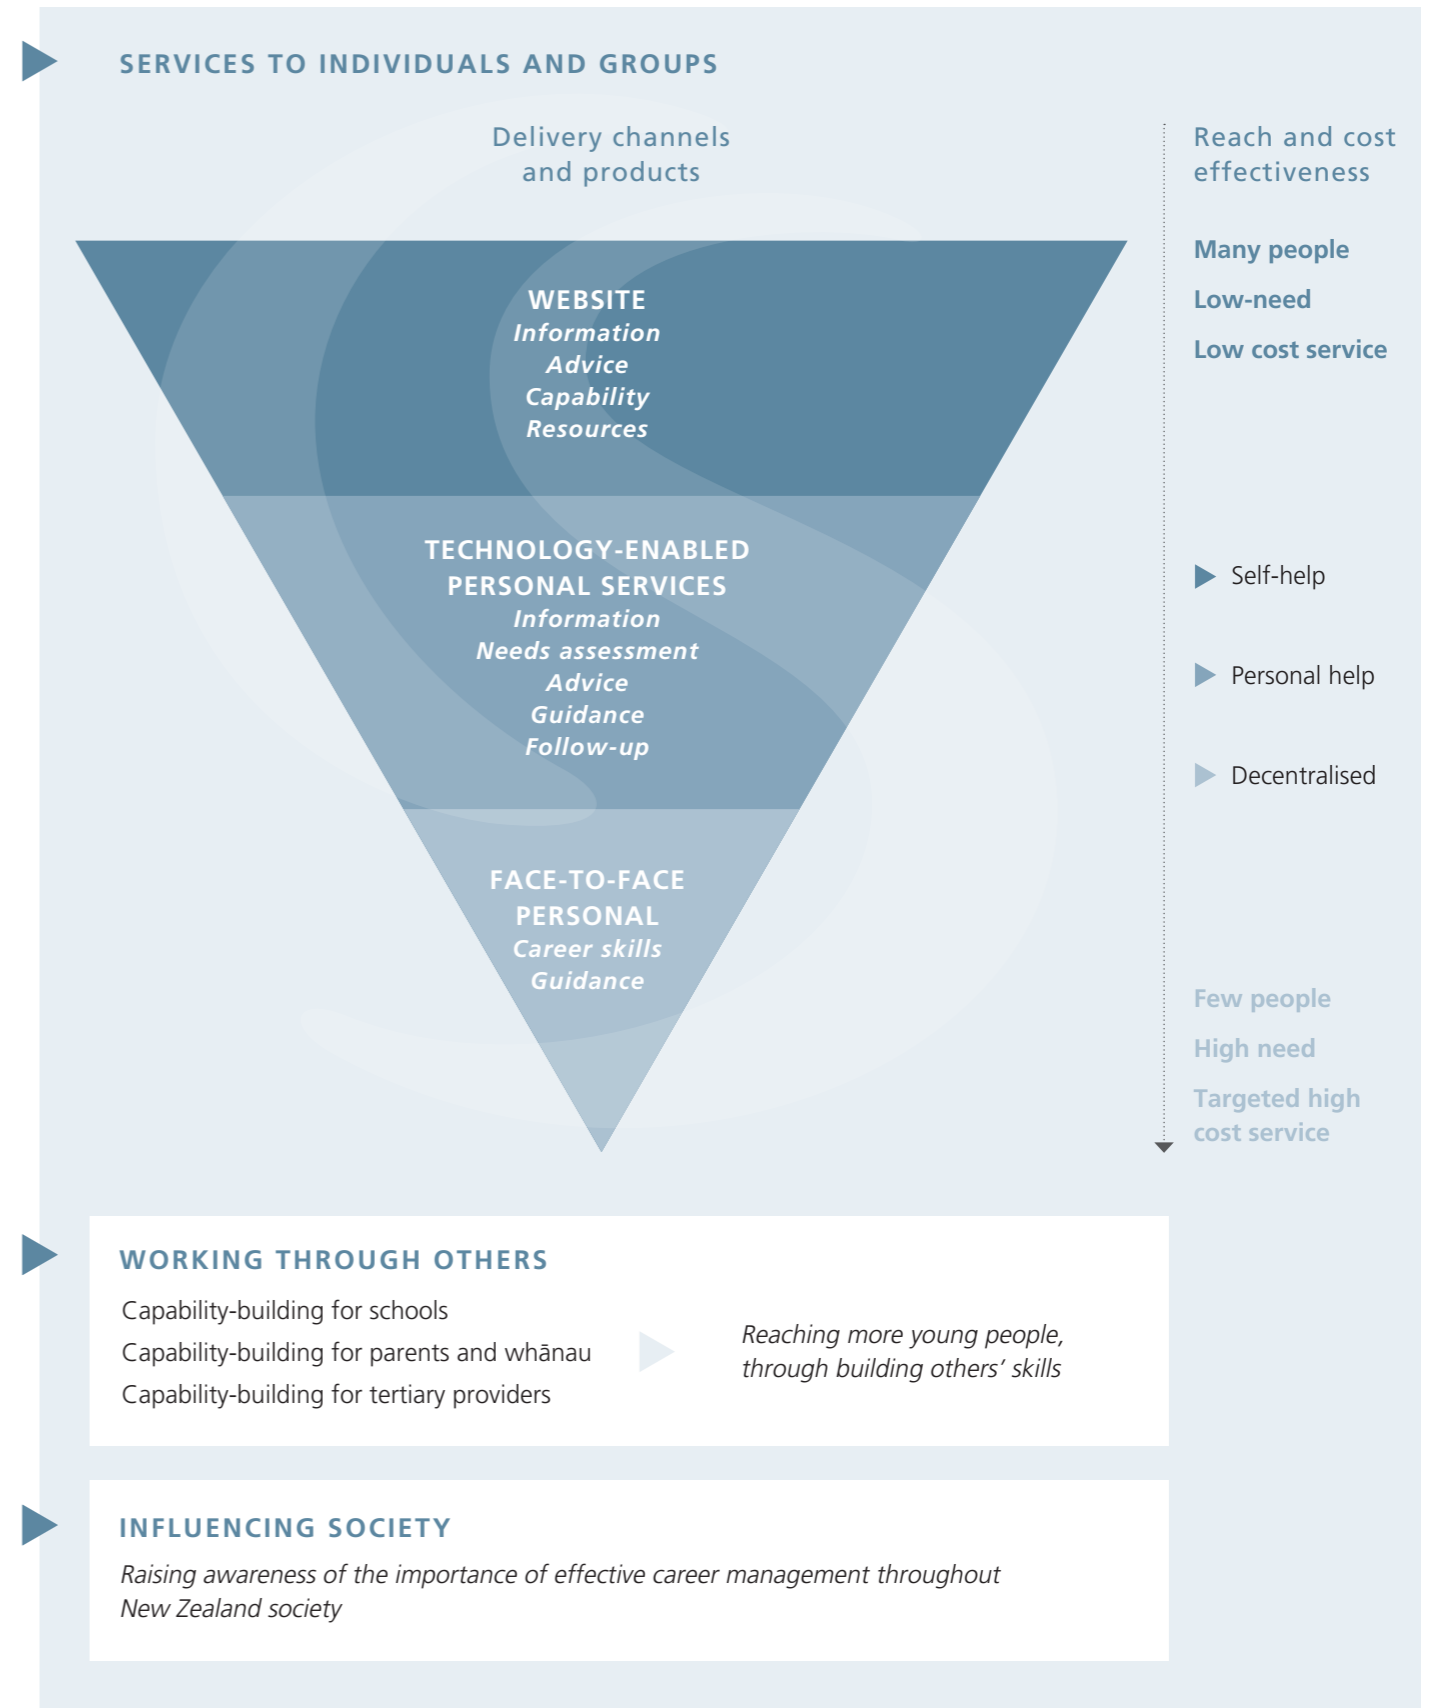 SERVICES TO INDIVIDUALS AND GROUPS
Delivery channels
and products
WEBSITE
Information
Advice
Capability
Resources
TECHNOLOGY-ENABLED
PERSONAL SERVICES
Information
Needs assessment
Advice
Guidance
Follow-up
FACE-TO-FACE
PERSONAL
Career skills
Guidance
Reach and cost
effectiveness
Many people
Low-need
Low cost service
Self-help
Personal help
Decentralised
Few people
High need
Targeted high
cost service
WORKING THROUGH OTHERS
Capability-building for schools
Capability-building for parents and whānau
Capability-building for tertiary providers
Reaching more young people,
through building others’ skills
INFLUENCING SOCIETY
Raising awareness of the importance of effective career management throughout
New Zealand society